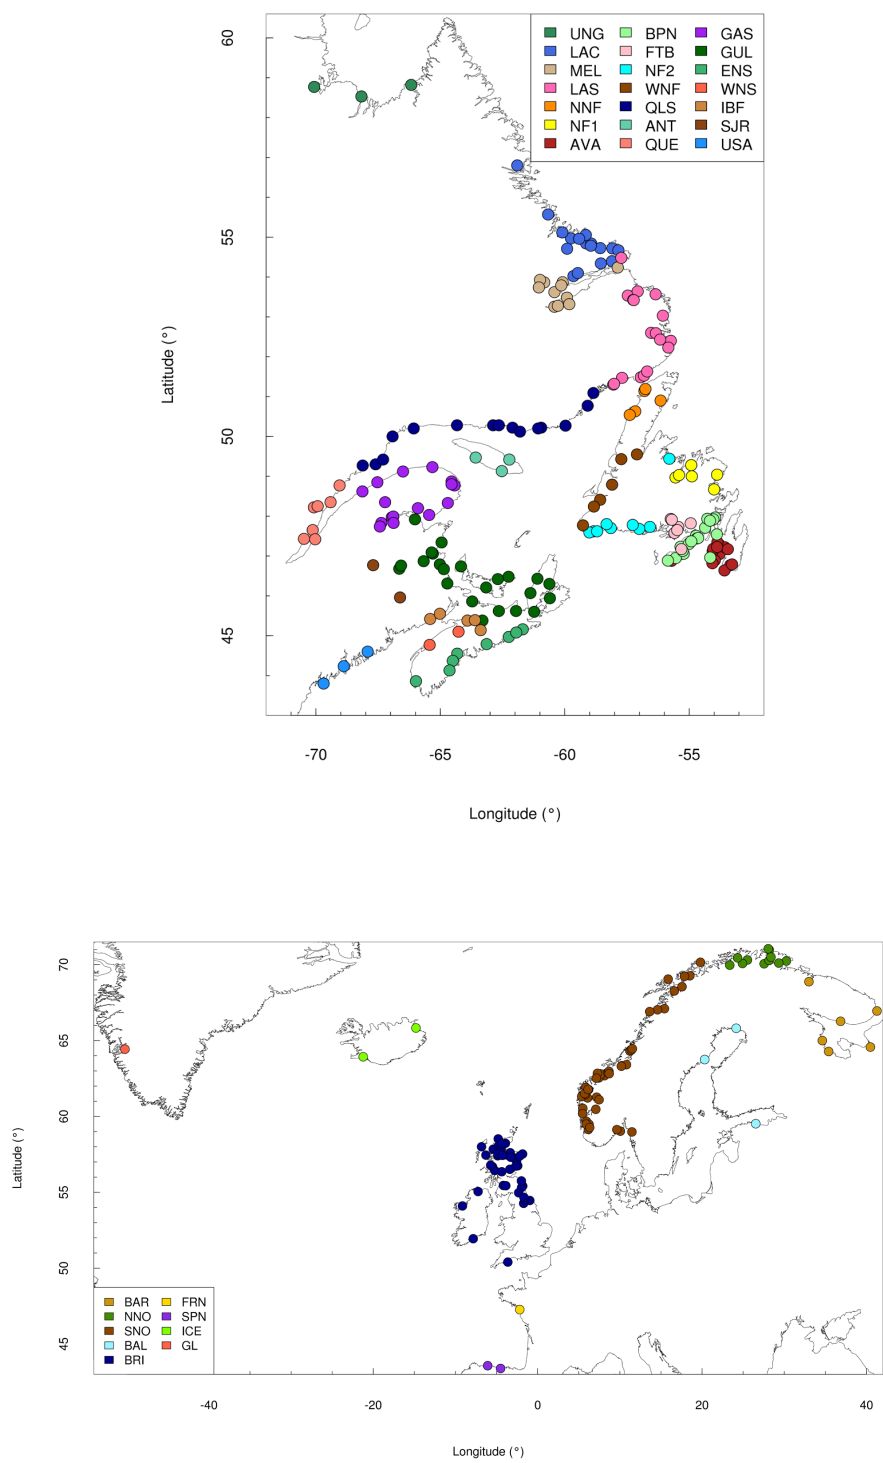 60
55
50
45
Latitude (°)
UNG BPN GAS
LAC FTB GUL
MEL NF2 ENS
LAS WNF WNS
NNF QLS IBF
NF1 ANT SJR
AVA QUE USA
-70 -65 -60 -55
Longitude (°)
70
65
60
55
50
45
Latitude (°)
BAR FRN
NNO SPN
SNO ICE
BAL GL
BRI
-40 -20 0 20 40
Longitude (°)